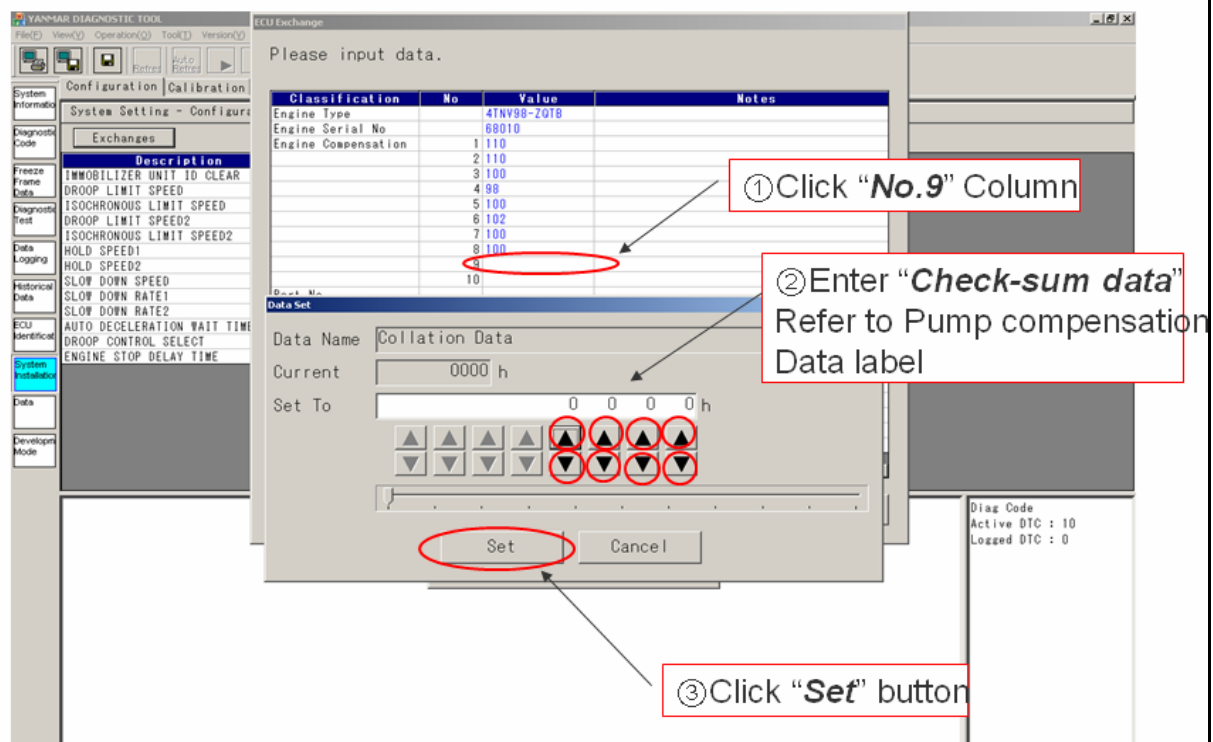 YANMAR DIAGNOSTIC TOOL
File(F) View(V) Operation(O) Tool(T) Version(V)
Retres
Auto
Retres
Configuration Calibration
System Setting - Configura
Exchanges
System
Informatio
Diagnostic
Code
Freeze
Frame
Data
Diagnostic
Test
Data
Logging
Historical
Data
ECU
Identificat
System
Installation
Data
Developm
Mode
Description
IMMOBILIZER UNIT ID CLEAR
DROOP LIMIT SPEED
ISOCHRONOUS LIMIT SPEED
DROOP LIMIT SPEED2
ISOCHRONOUS LIMIT SPEED2
HOLD SPEED1
HOLD SPEED2
SLOW DOWN SPEED
SLOW DOWN RATE1
SLOW DOWN RATE2
AUTO DECELERATION WAIT TIME
DROOP CONTROL SELECT
ENGINE STOP DELAY TIME
ECU Exchange
Please input data.
Classification No Value Notes
Engine Type 4TNV98-ZQTB
Engine Serial No 68010
Engine Compensation 1 110
2 110
3 100
4 98
5 100
6 102
7 100
8 100
9
10
Part No
Data Set
Data Name Collation Data
Current 0000 h
Set To 0 0 0 0 h
Set Cancel
①Click “No.9” Column
②Enter “Check-sum data”
Refer to Pump compensation
Data label
③Click “Set” button
Diag Code
Active DTC : 10
Logged DTC : 0